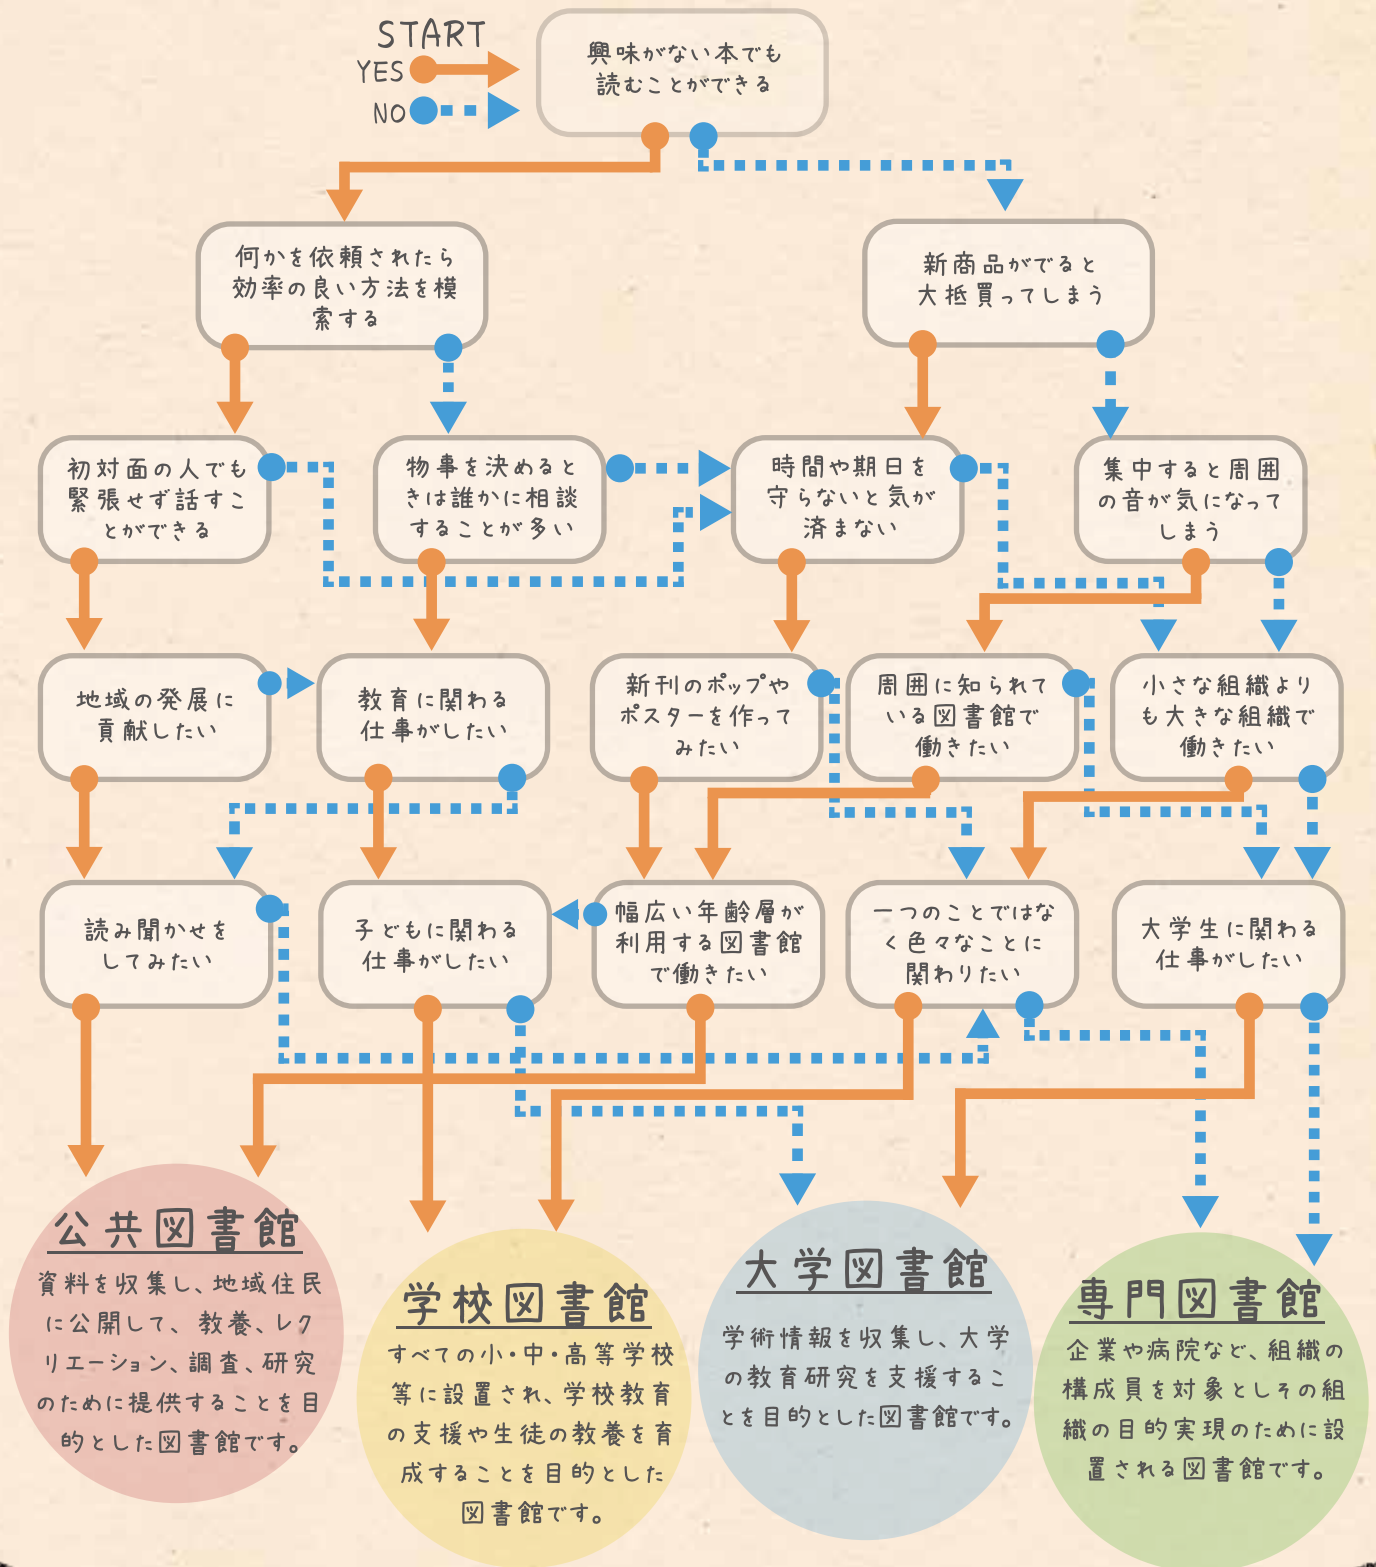 START
YES
NO
興味がない本でも
読むことができる
何かを依頼されたら
効率の良い方法を模
索する
新商品がでると
大抵買ってしまう
初対面の人でも
緊張せず話すこ
とができる
物事を決めると
きは誰かに相談
することが多い
時間や期日を
守らないと気が
済まない
集中すると周囲
の音が気になって
しまう
地域の発展に
貢献したい
教育に関わる
仕事がしたい
新刊のポップや
ポスターを作って
みたい
周囲に知られて
いる図書館で
働きたい
小さな組織より
も大きな組織で
働きたい
読み聞かせを
してみたい
子どもに関わる
仕事がしたい
幅広い年齢層が
利用する図書館
で働きたい
一つのことではな
く色々なことに
関わりたい
大学生に関わる
仕事がしたい
公共図書館
資料を収集し、地域住民
に公開して、教養、レク
リエーション、調査、研究
のために提供することを目
的とした図書館です。
学校図書館
すべての小・中・高等学校
等に設置され、学校教育
の支援や生徒の教養を育
成することを目的とした
図書館です。
大学図書館
学術情報を収集し、大学
の教育研究を支援するこ
とを目的とした図書館です。
専門図書館
企業や病院など、組織の
構成員を対象としその組
織の目的実現のために設
置される図書館です。